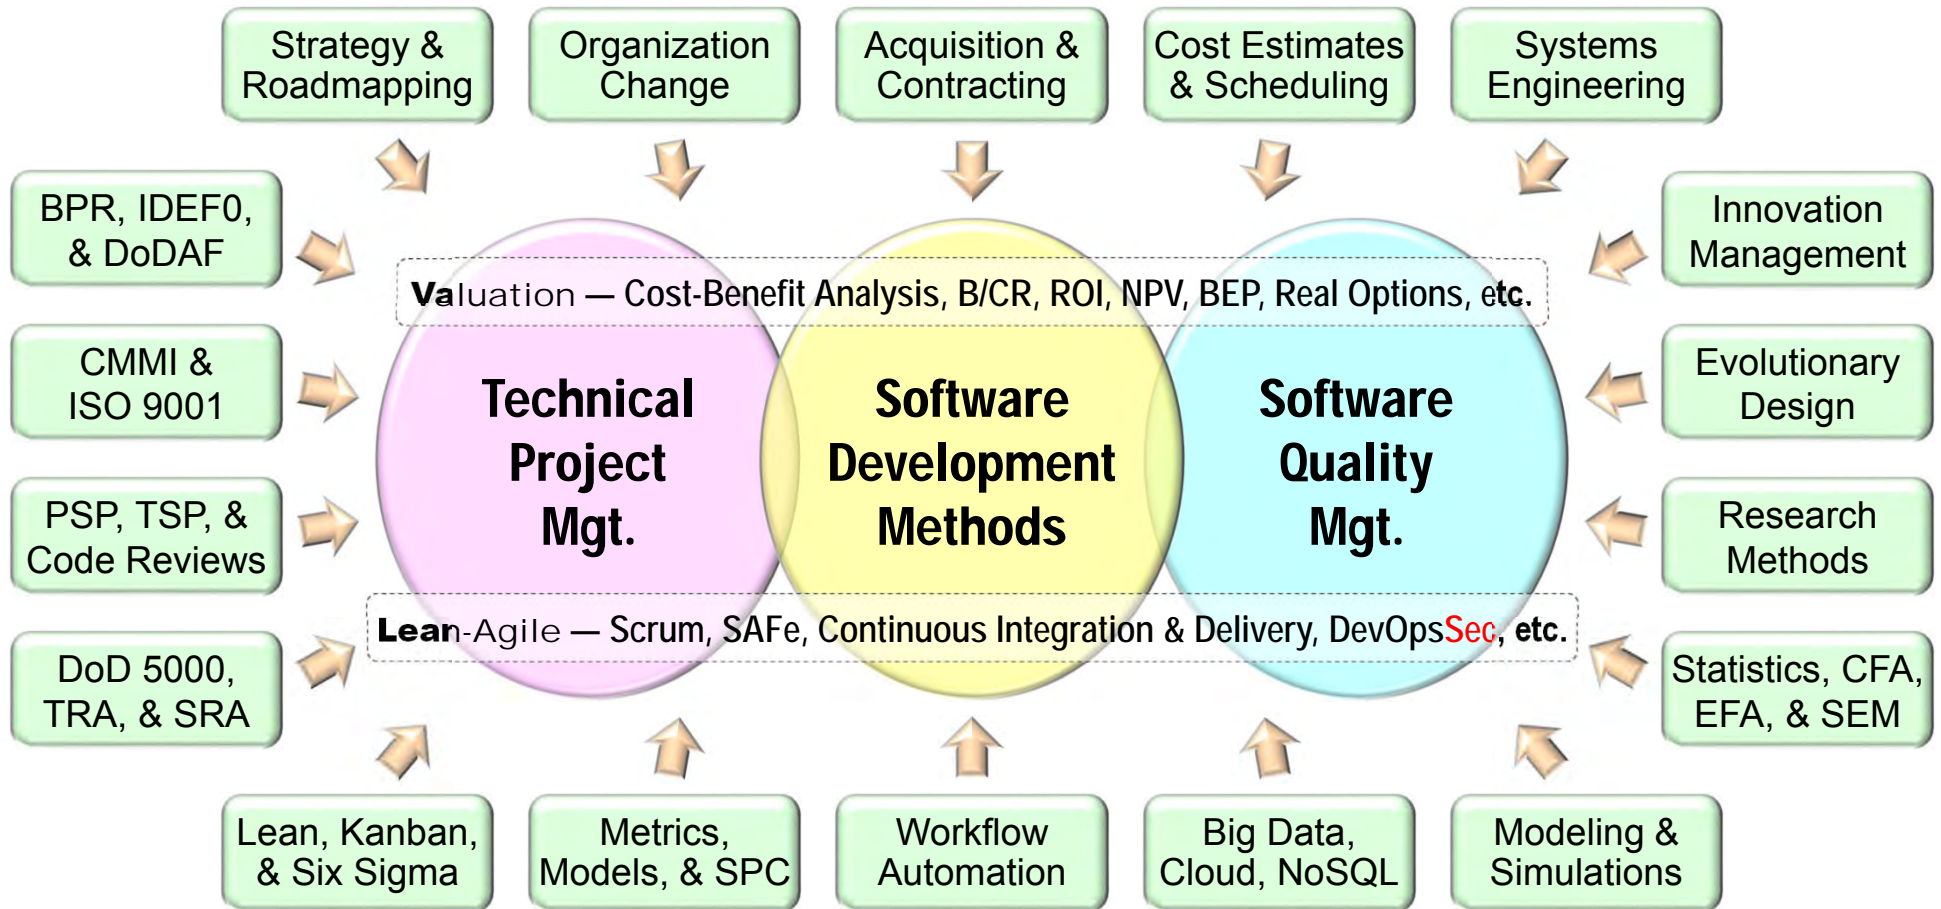 Strategy &
Roadmapping
Organization
Change
Acquisition &
Contracting
Cost Estimates
& Scheduling
Systems
Engineering
BPR, IDEF0,
& DoDAF
Innovation
Management
Valuation — Cost-Benefit Analysis, B/CR, ROI, NPV, BEP, Real Options, etc.
CMMI &
ISO 9001
Evolutionary
Design
Technical
Project
Mgt.
Software
Development
Methods
Software
Quality
Mgt.
PSP, TSP, &
Code Reviews
Research
Methods
Lean-Agile — Scrum, SAFe, Continuous Integration & Delivery, DevOpsSec, etc.
DoD 5000,
TRA, & SRA
Statistics, CFA,
EFA, & SEM
Lean, Kanban,
& Six Sigma
Metrics,
Models, & SPC
Workflow
Automation
Big Data,
Cloud, NoSQL
Modeling &
Simulations